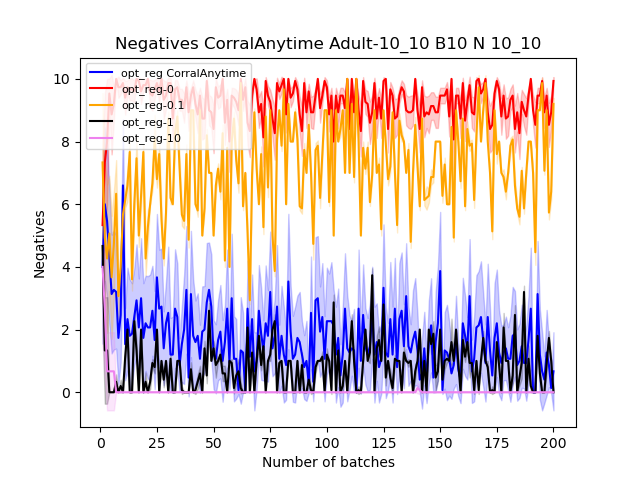 Negatives CorralAnytime Adult-10_10 B10 N 10_10
opt_reg CorralAnytime
opt_reg-0
opt_reg-0.1
opt_reg-1
opt_reg-10
Negatives
10
8
6
4
2
0
0 25 50 75 100 125 150 175 200
Number of batches